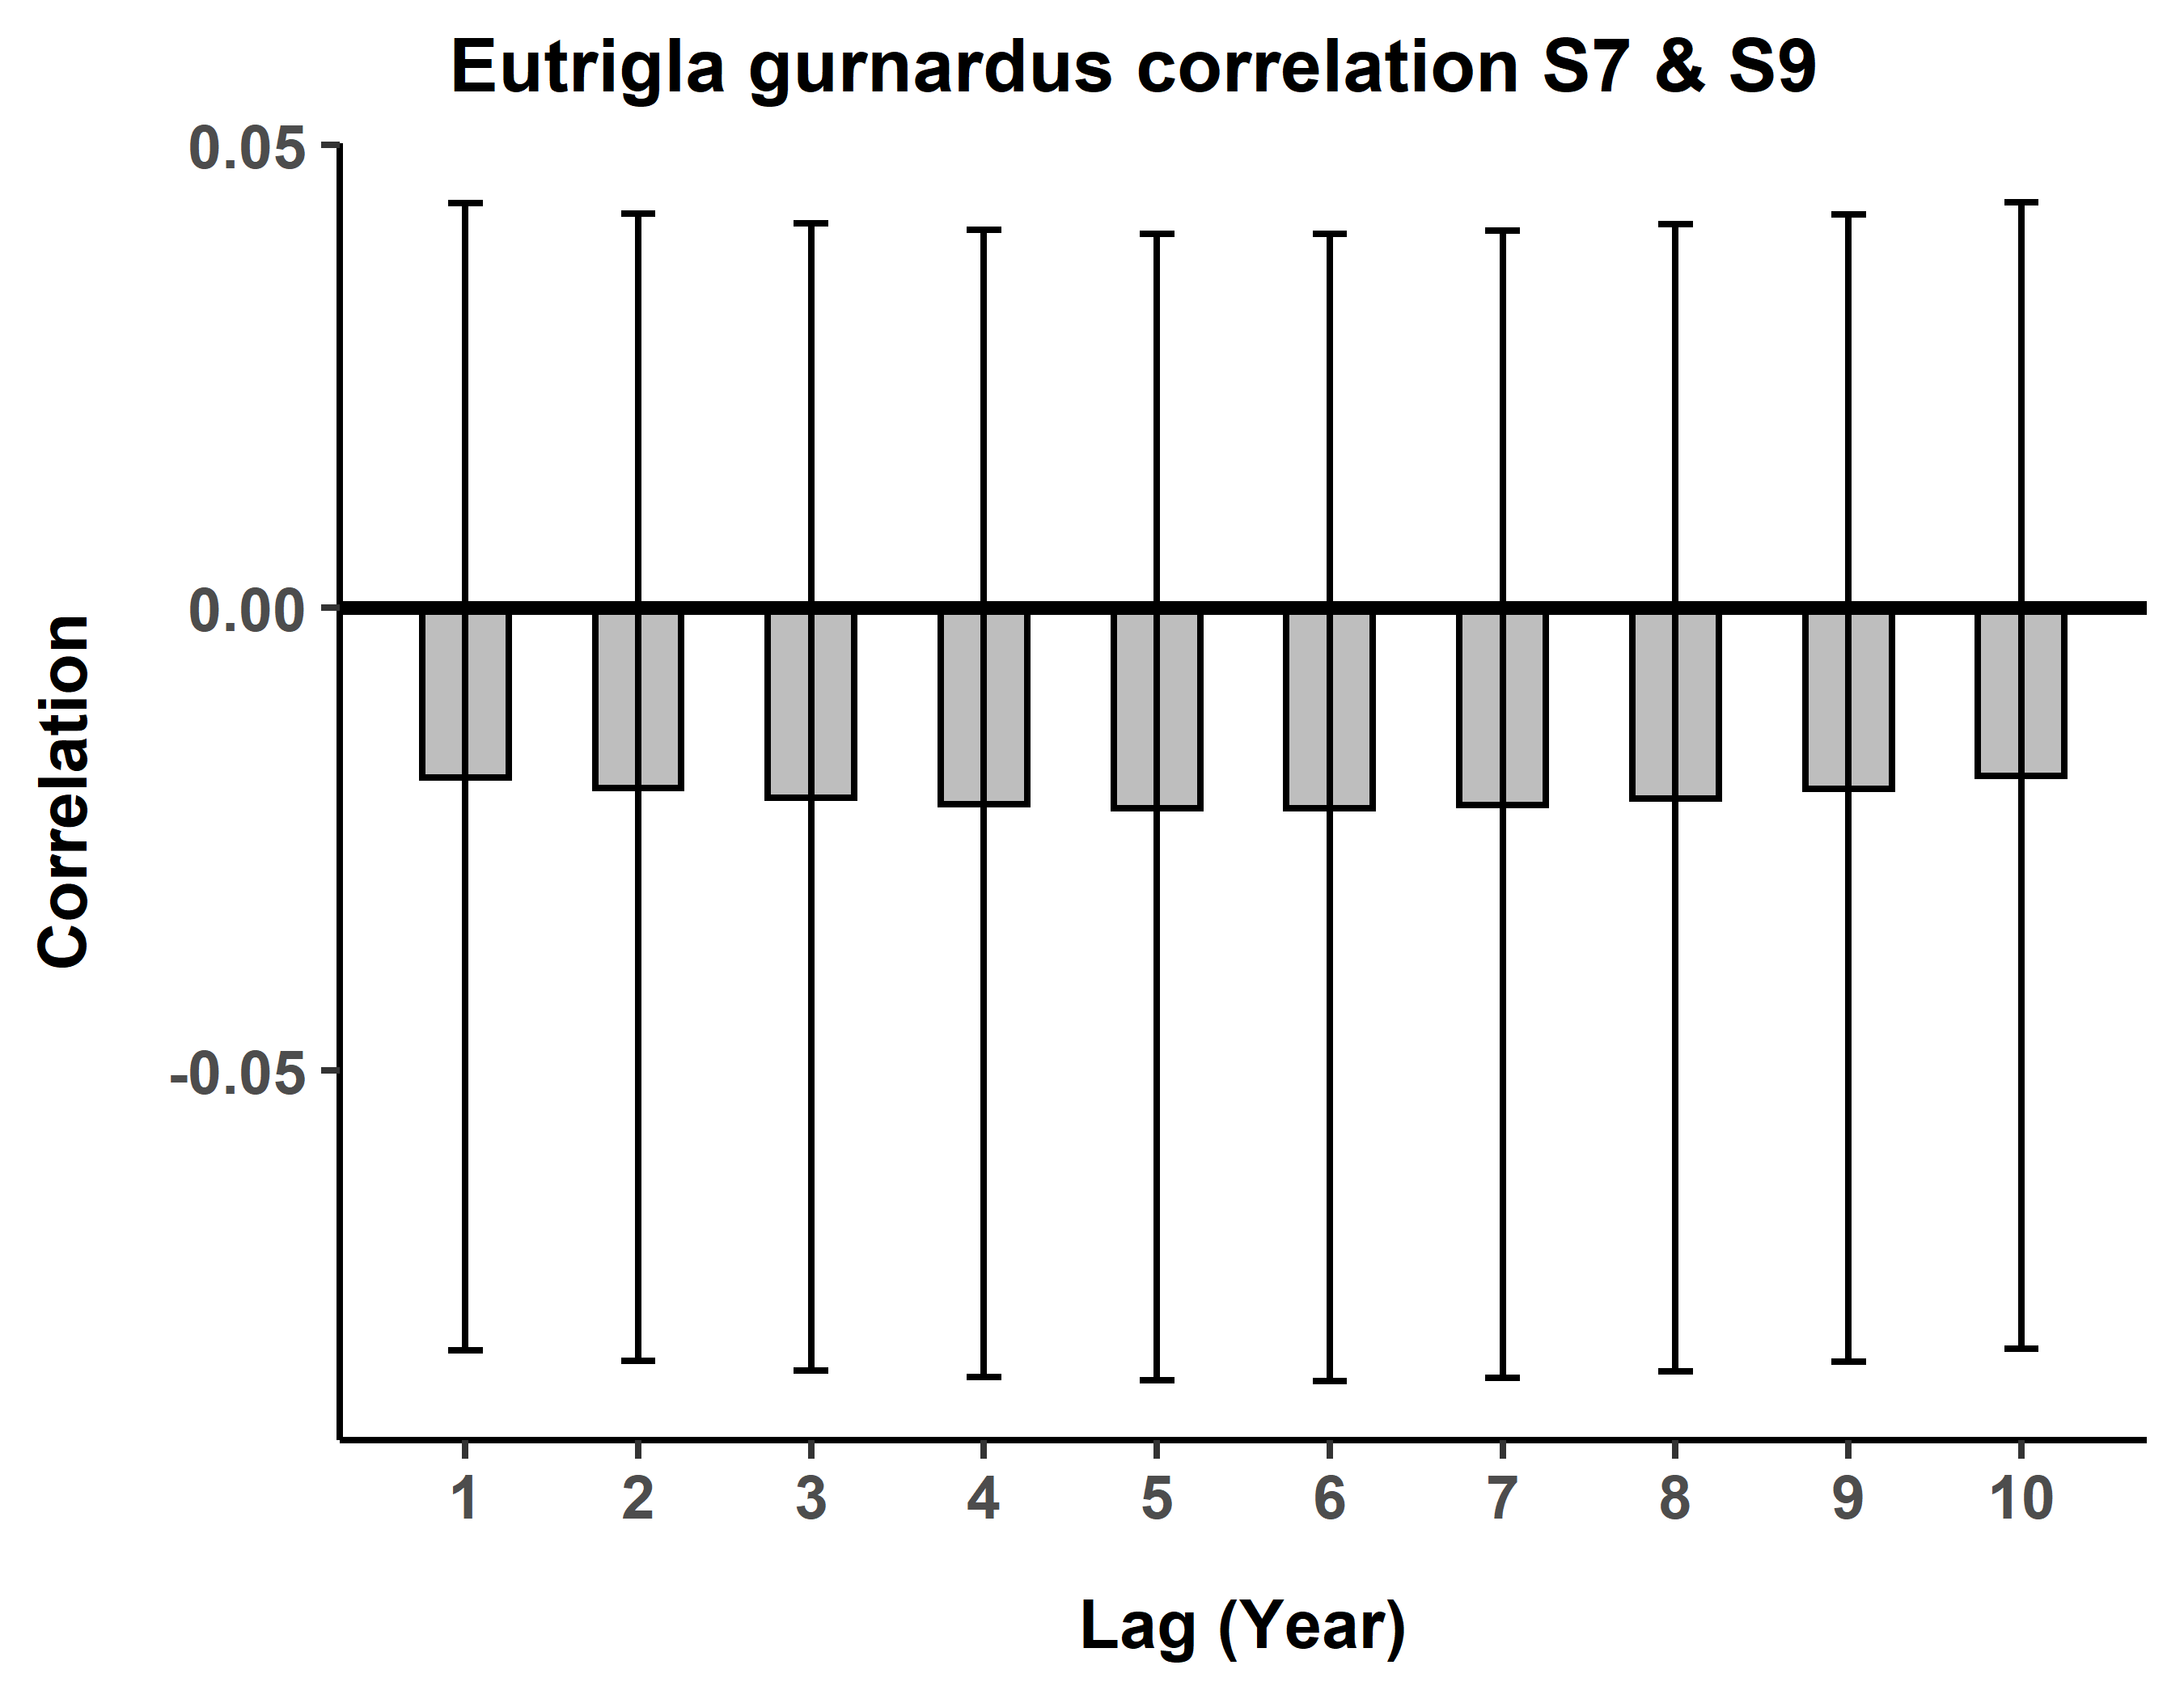 Eutrigla gurnardus correlation S7 & S9
0.05
0.00
-0.05
Correlation
1 2 3 4 5 6 7 8 9 10
Lag (Year)